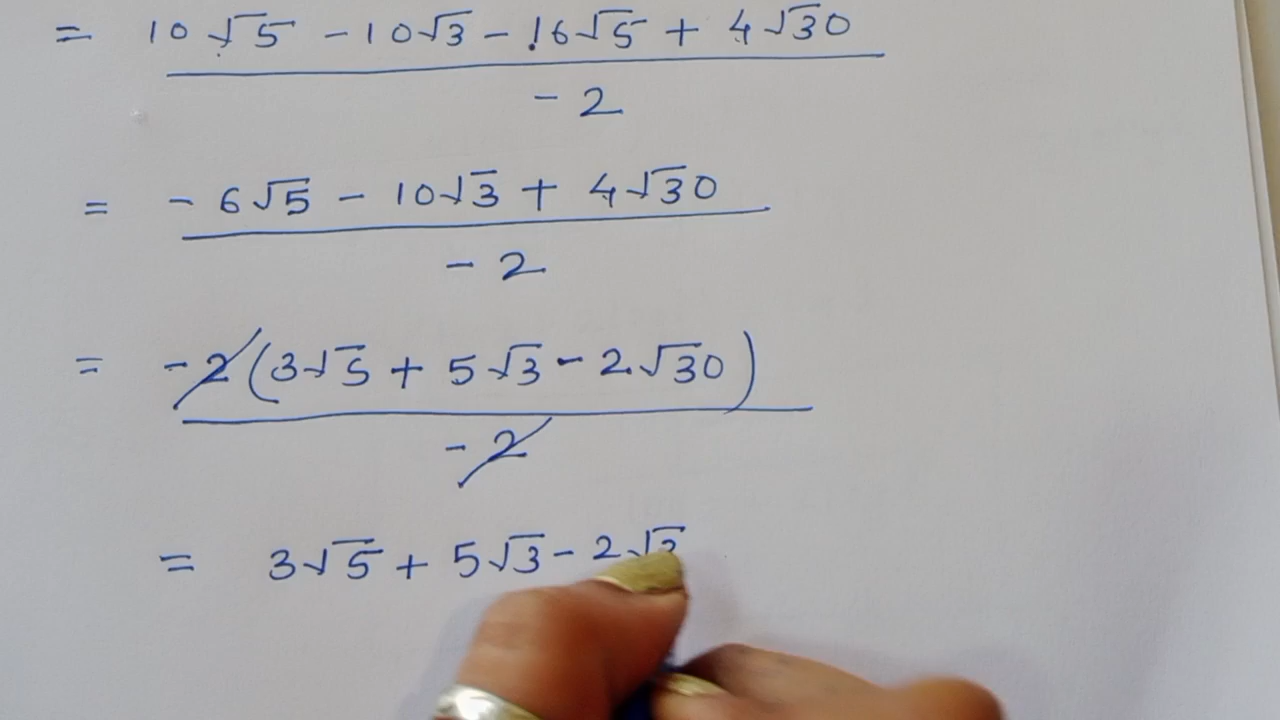 = 10√5 - 10√3 - 16√5 + 4√30
- 2
= - 6√5 - 10√3 + 4√30
- 2
= -2(3√5 + 5√3 - 2√30)
-2
= 3√5 + 5√3 - 2√3